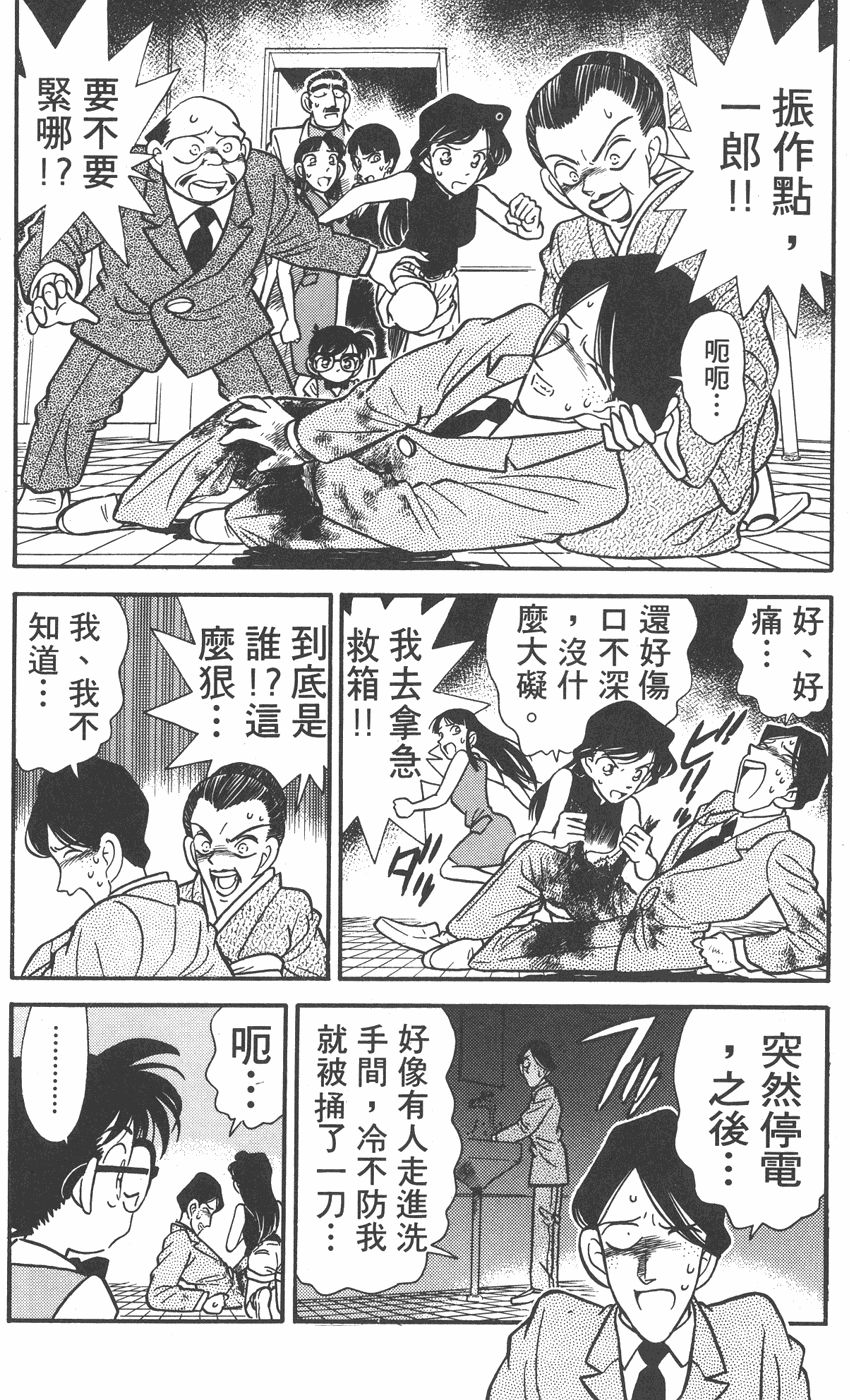 振作點，
一郎!!
呃呃…
要不要
緊哪!?
好、好
痛…
還好傷
口不深
，沒什
麼大礙。
我去拿急
救箱!!
到底是
誰!?這
麼狠…
我、我不
知道…
突然停電
，之後…
好像有人走進洗
手間，冷不防我
就被捅了一刀…
呃…
…………